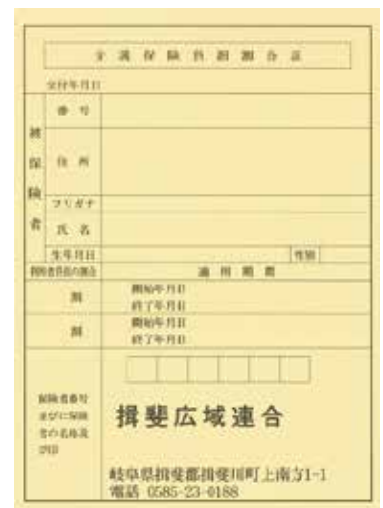 介護保険負担割合証
交付年月日
被保険者
番号
住所
フリガナ
氏名
生年月日
性別
利用者負担の割合
適用期間
割
開始年月日
終了年月日
割
開始年月日
終了年月日
保険者番号
並びに保険
者の名称及
び印
揖斐広域連合
岐阜県揖斐郡揖斐川町上南方1-1
電話 0585-23-0188